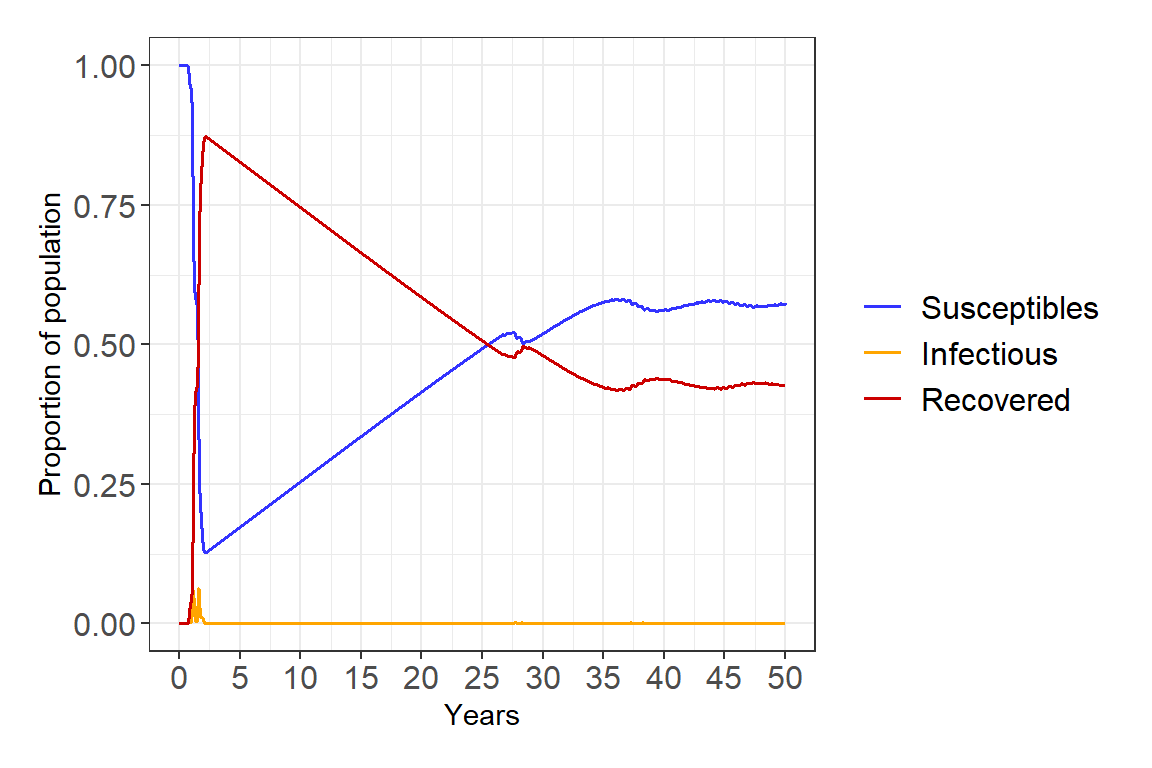 1.00
0.75
0.50
0.25
0.00
Proportion of population
0 5 10 15 20 25 30 35 40 45 50
Years
Susceptibles
Infectious
Recovered